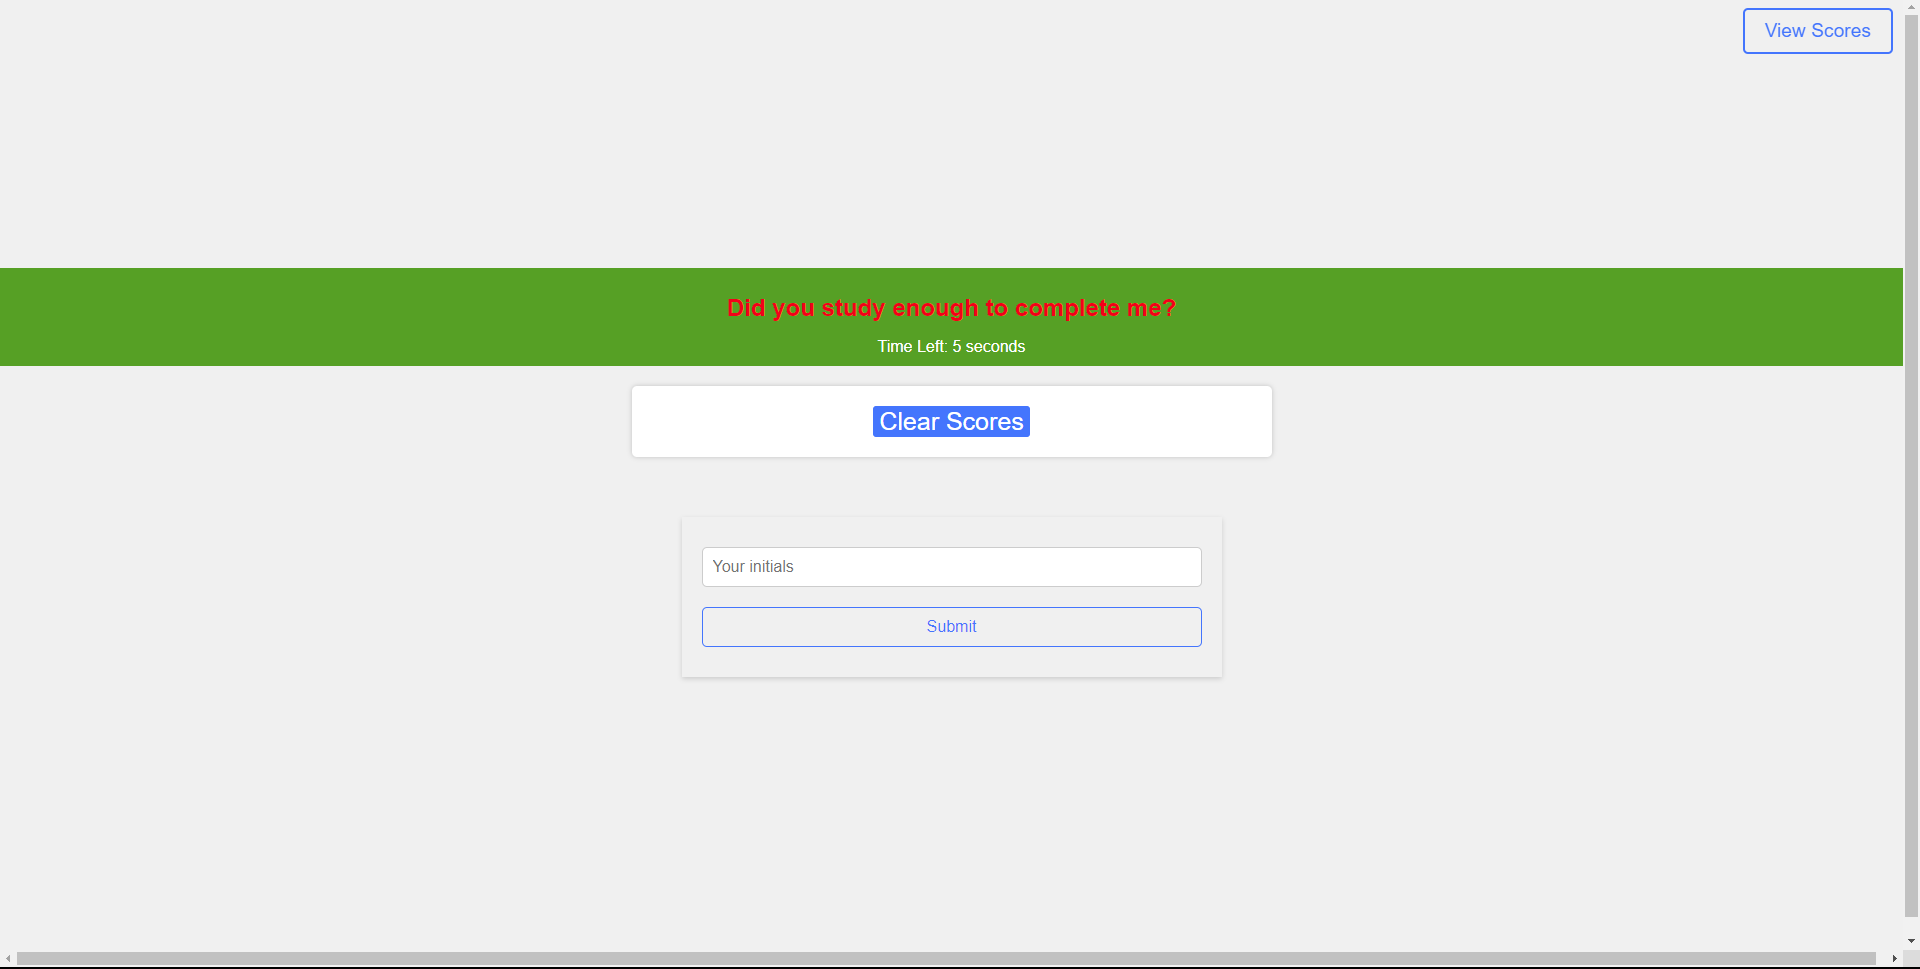 View Scores
Did you study enough to complete me?
Time Left: 5 seconds
Clear Scores
Your initials
Submit